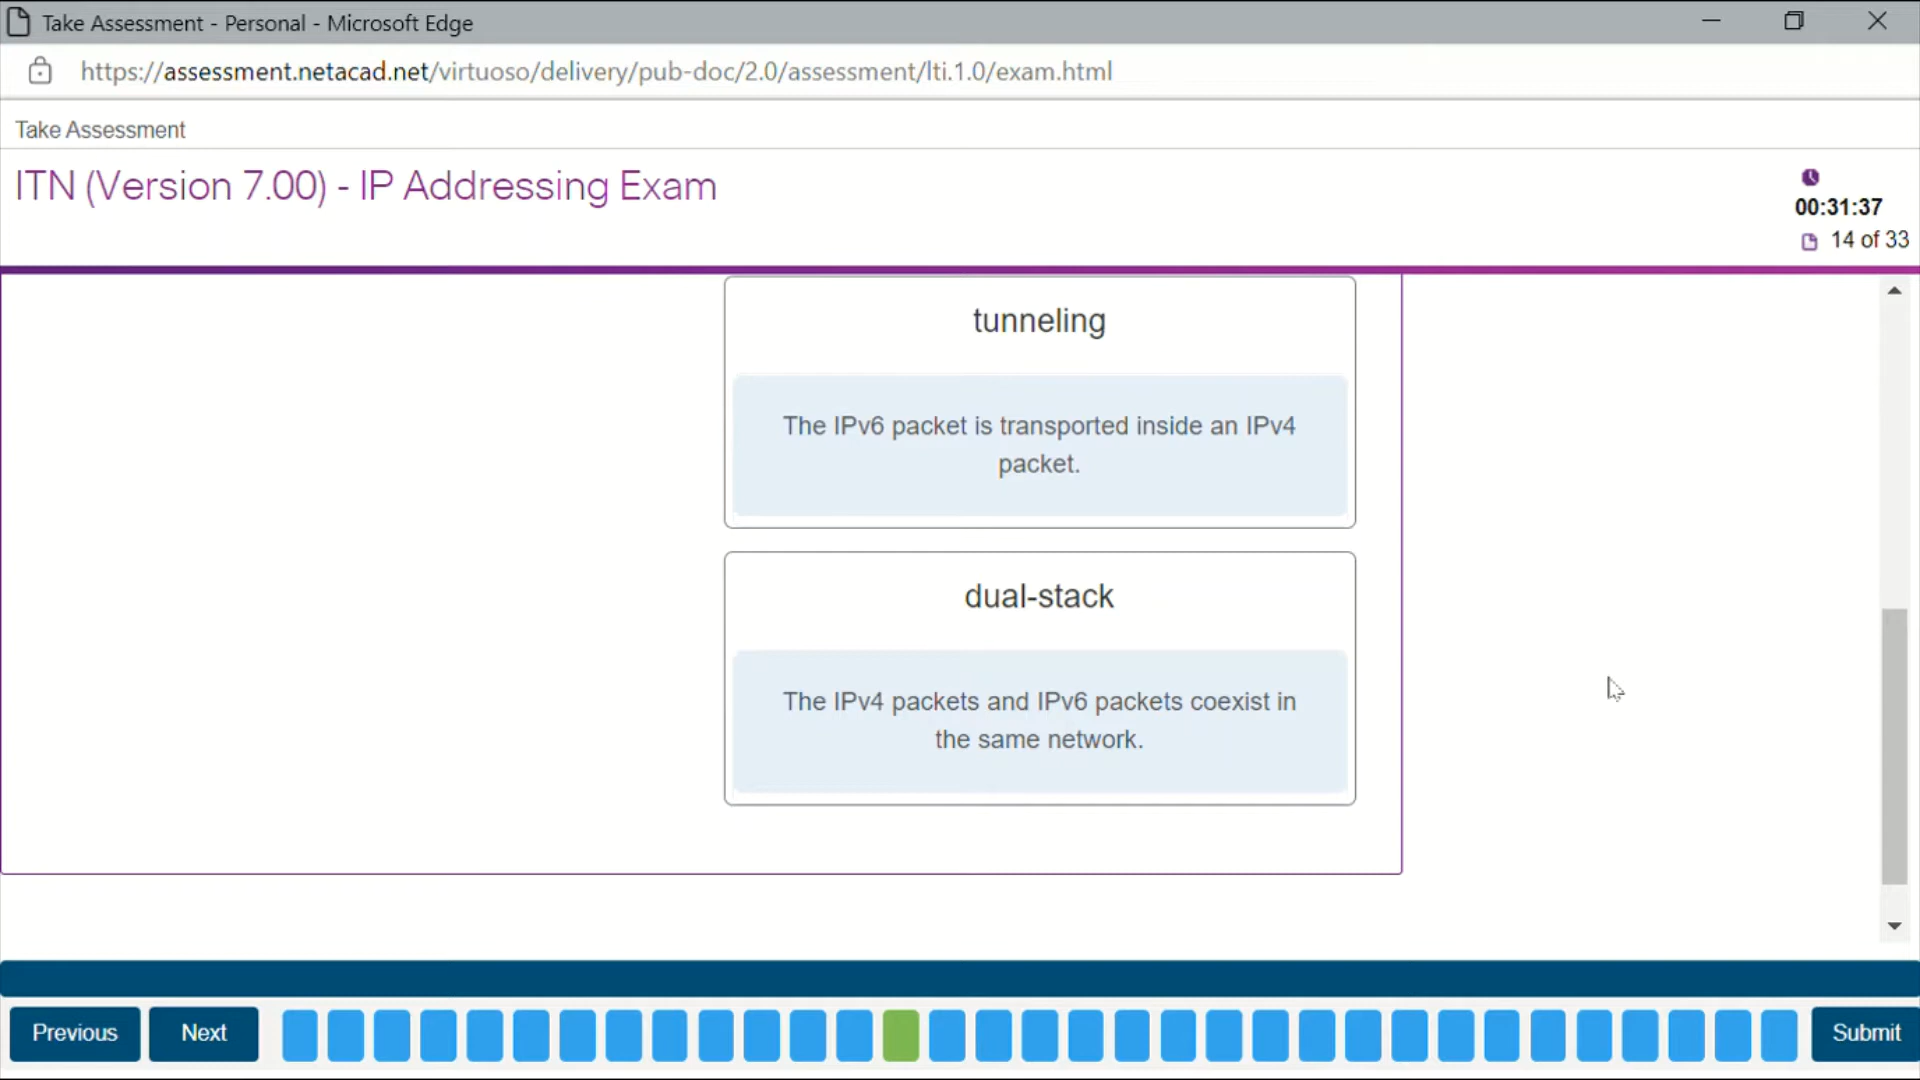 Take Assessment - Personal - Microsoft Edge
https://assessment.netacad.net/virtuoso/delivery/pub-doc/2.0/assessment/lti.1.0/exam.html
Take Assessment
ITN (Version 7.00) - IP Addressing Exam
00:31:37
14 of 33
tunneling
The IPv6 packet is transported inside an IPv4
packet.
dual-stack
The IPv4 packets and IPv6 packets coexist in
the same network.
Previous
Next
Submit